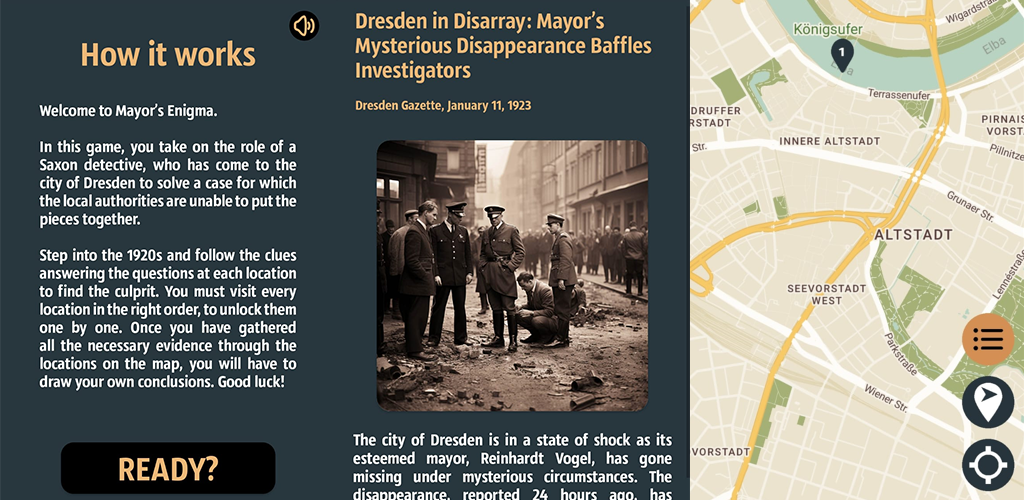 How it works
Welcome to Mayor's Enigma.
In this game, you take on the role of a
Saxon detective, who has come to the
city of Dresden to solve a case for which
the local authorities are unable to put the
pieces together.
Step into the 1920s and follow the clues
answering the questions at each location
to find the culprit. You must visit every
location in the right order, to unlock them
one by one. Once you have gathered
all the necessary evidence through the
locations on the map, you will have to
draw your own conclusions. Good luck!
READY?
Dresden in Disarray: Mayor's
Mysterious Disappearance Baffles
Investigators
Dresden Gazette, January 11, 1923
The city of Dresden is in a state of shock as its
esteemed mayor, Reinhardt Vogel, has gone
missing under mysterious circumstances. The
disappearance, reported 24 hours ago, has
Königsufer
1
Elba
Elba
Wigardstra
Terrassenufer
DRUFFER
RSTADT
Str.
INNERE ALTSTADT
PIRNAIS
VORST
Pillnitze
Grunaer Str.
ALTSTADT
SEEVORSTADT
WEST
Lennéstraß
Parkstraße
Wiener Str.
VORSTADT